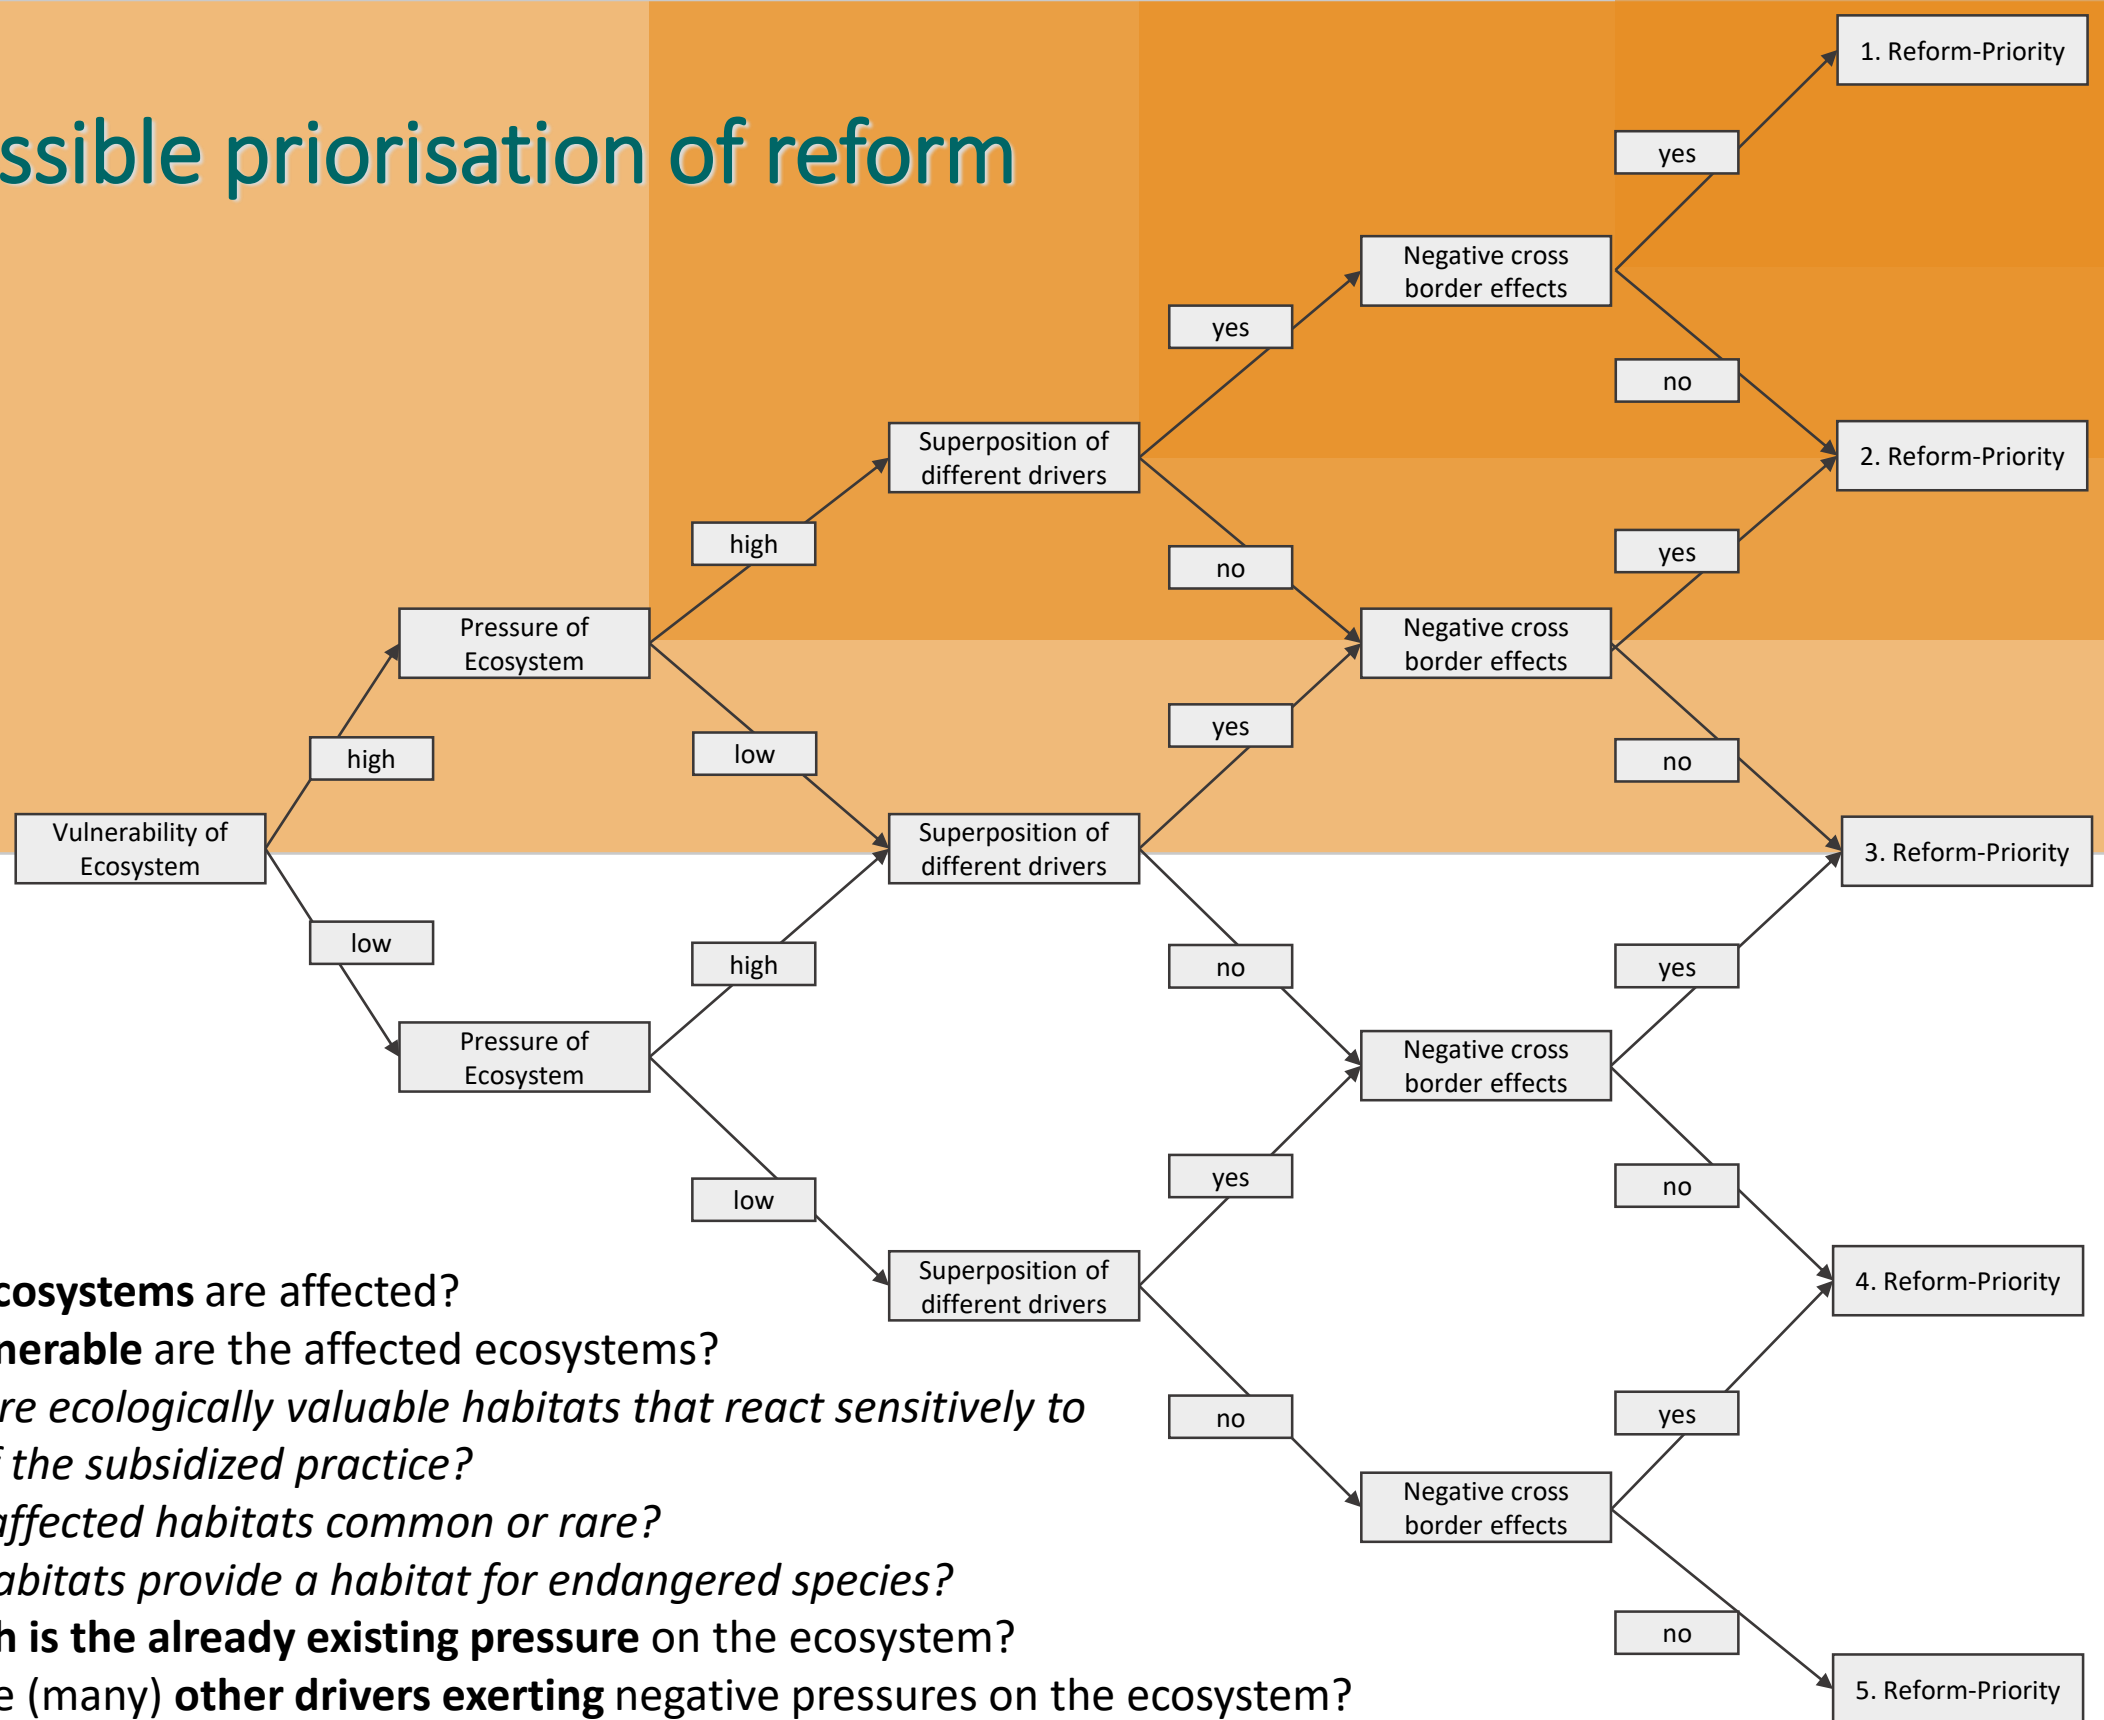 ssible priorisation of reform
1. Reform-Priority
yes
Negative cross
border effects
yes
no
Superposition of
different drivers
2. Reform-Priority
high
no
yes
Pressure of
Ecosystem
Negative cross
border effects
high
low
yes
no
Vulnerability of
Ecosystem
Superposition of
different drivers
3. Reform-Priority
low
high
no
yes
Pressure of
Ecosystem
Negative cross
border effects
low
yes
no
Superposition of
different drivers
4. Reform-Priority
no
yes
Negative cross
border effects
no
5. Reform-Priority
cosystems are affected?
nerable are the affected ecosystems?
re ecologically valuable habitats that react sensitively to
f the subsidized practice?
affected habitats common or rare?
abitats provide a habitat for endangered species?
h is the already existing pressure on the ecosystem?
e (many) other drivers exerting negative pressures on the ecosystem?